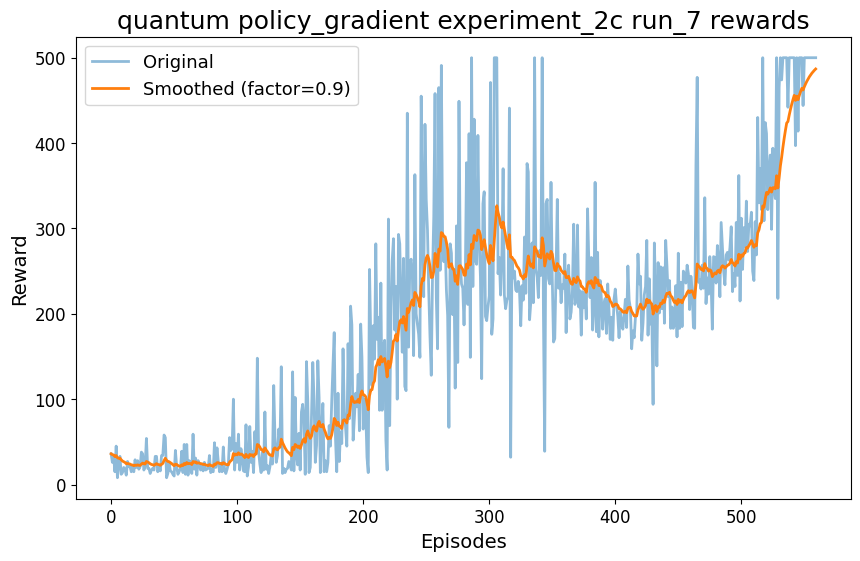 quantum policy_gradient experiment_2c run_7 rewards
Original
Smoothed (factor=0.9)
500
400
300
200
100
0
Reward
0 100 200 300 400 500
Episodes